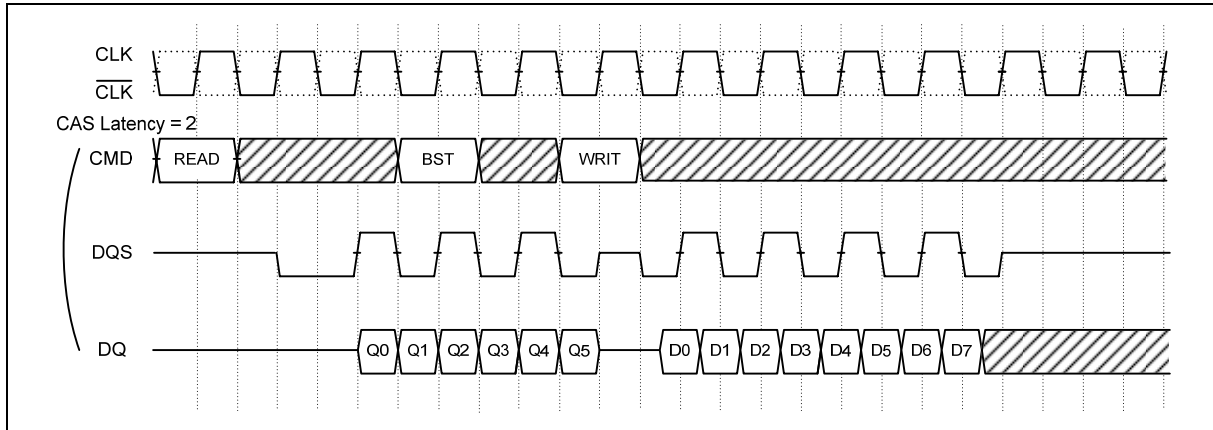 CLK
CLK
CAS Latency = 2
CMD READ BST WRIT
DQS
DQ Q0 Q1 Q2 Q3 Q4 Q5 D0 D1 D2 D3 D4 D5 D6 D7